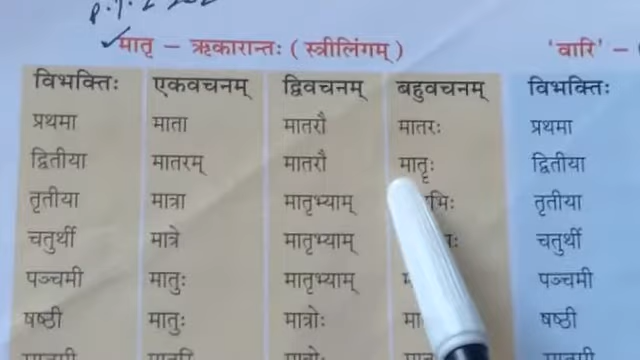 मातृ – ऋकारान्तः ( स्त्रीलिंगम् ) 'वारि' –
विभक्तिः एकवचनम् द्विवचनम् बहुवचनम् विभक्तिः
प्रथमा माता मातरौ मातरः प्रथमा
द्वितीया मातरम् मातरौ मातॄः द्वितीया
तृतीया मात्रा मातृभ्याम् तृतीया
चतुर्थी मात्रे मातृभ्याम् चतुर्थी
पञ्चमी मातुः मातृभ्याम् पञ्चमी
षष्ठी मातुः मात्रोः षष्ठी